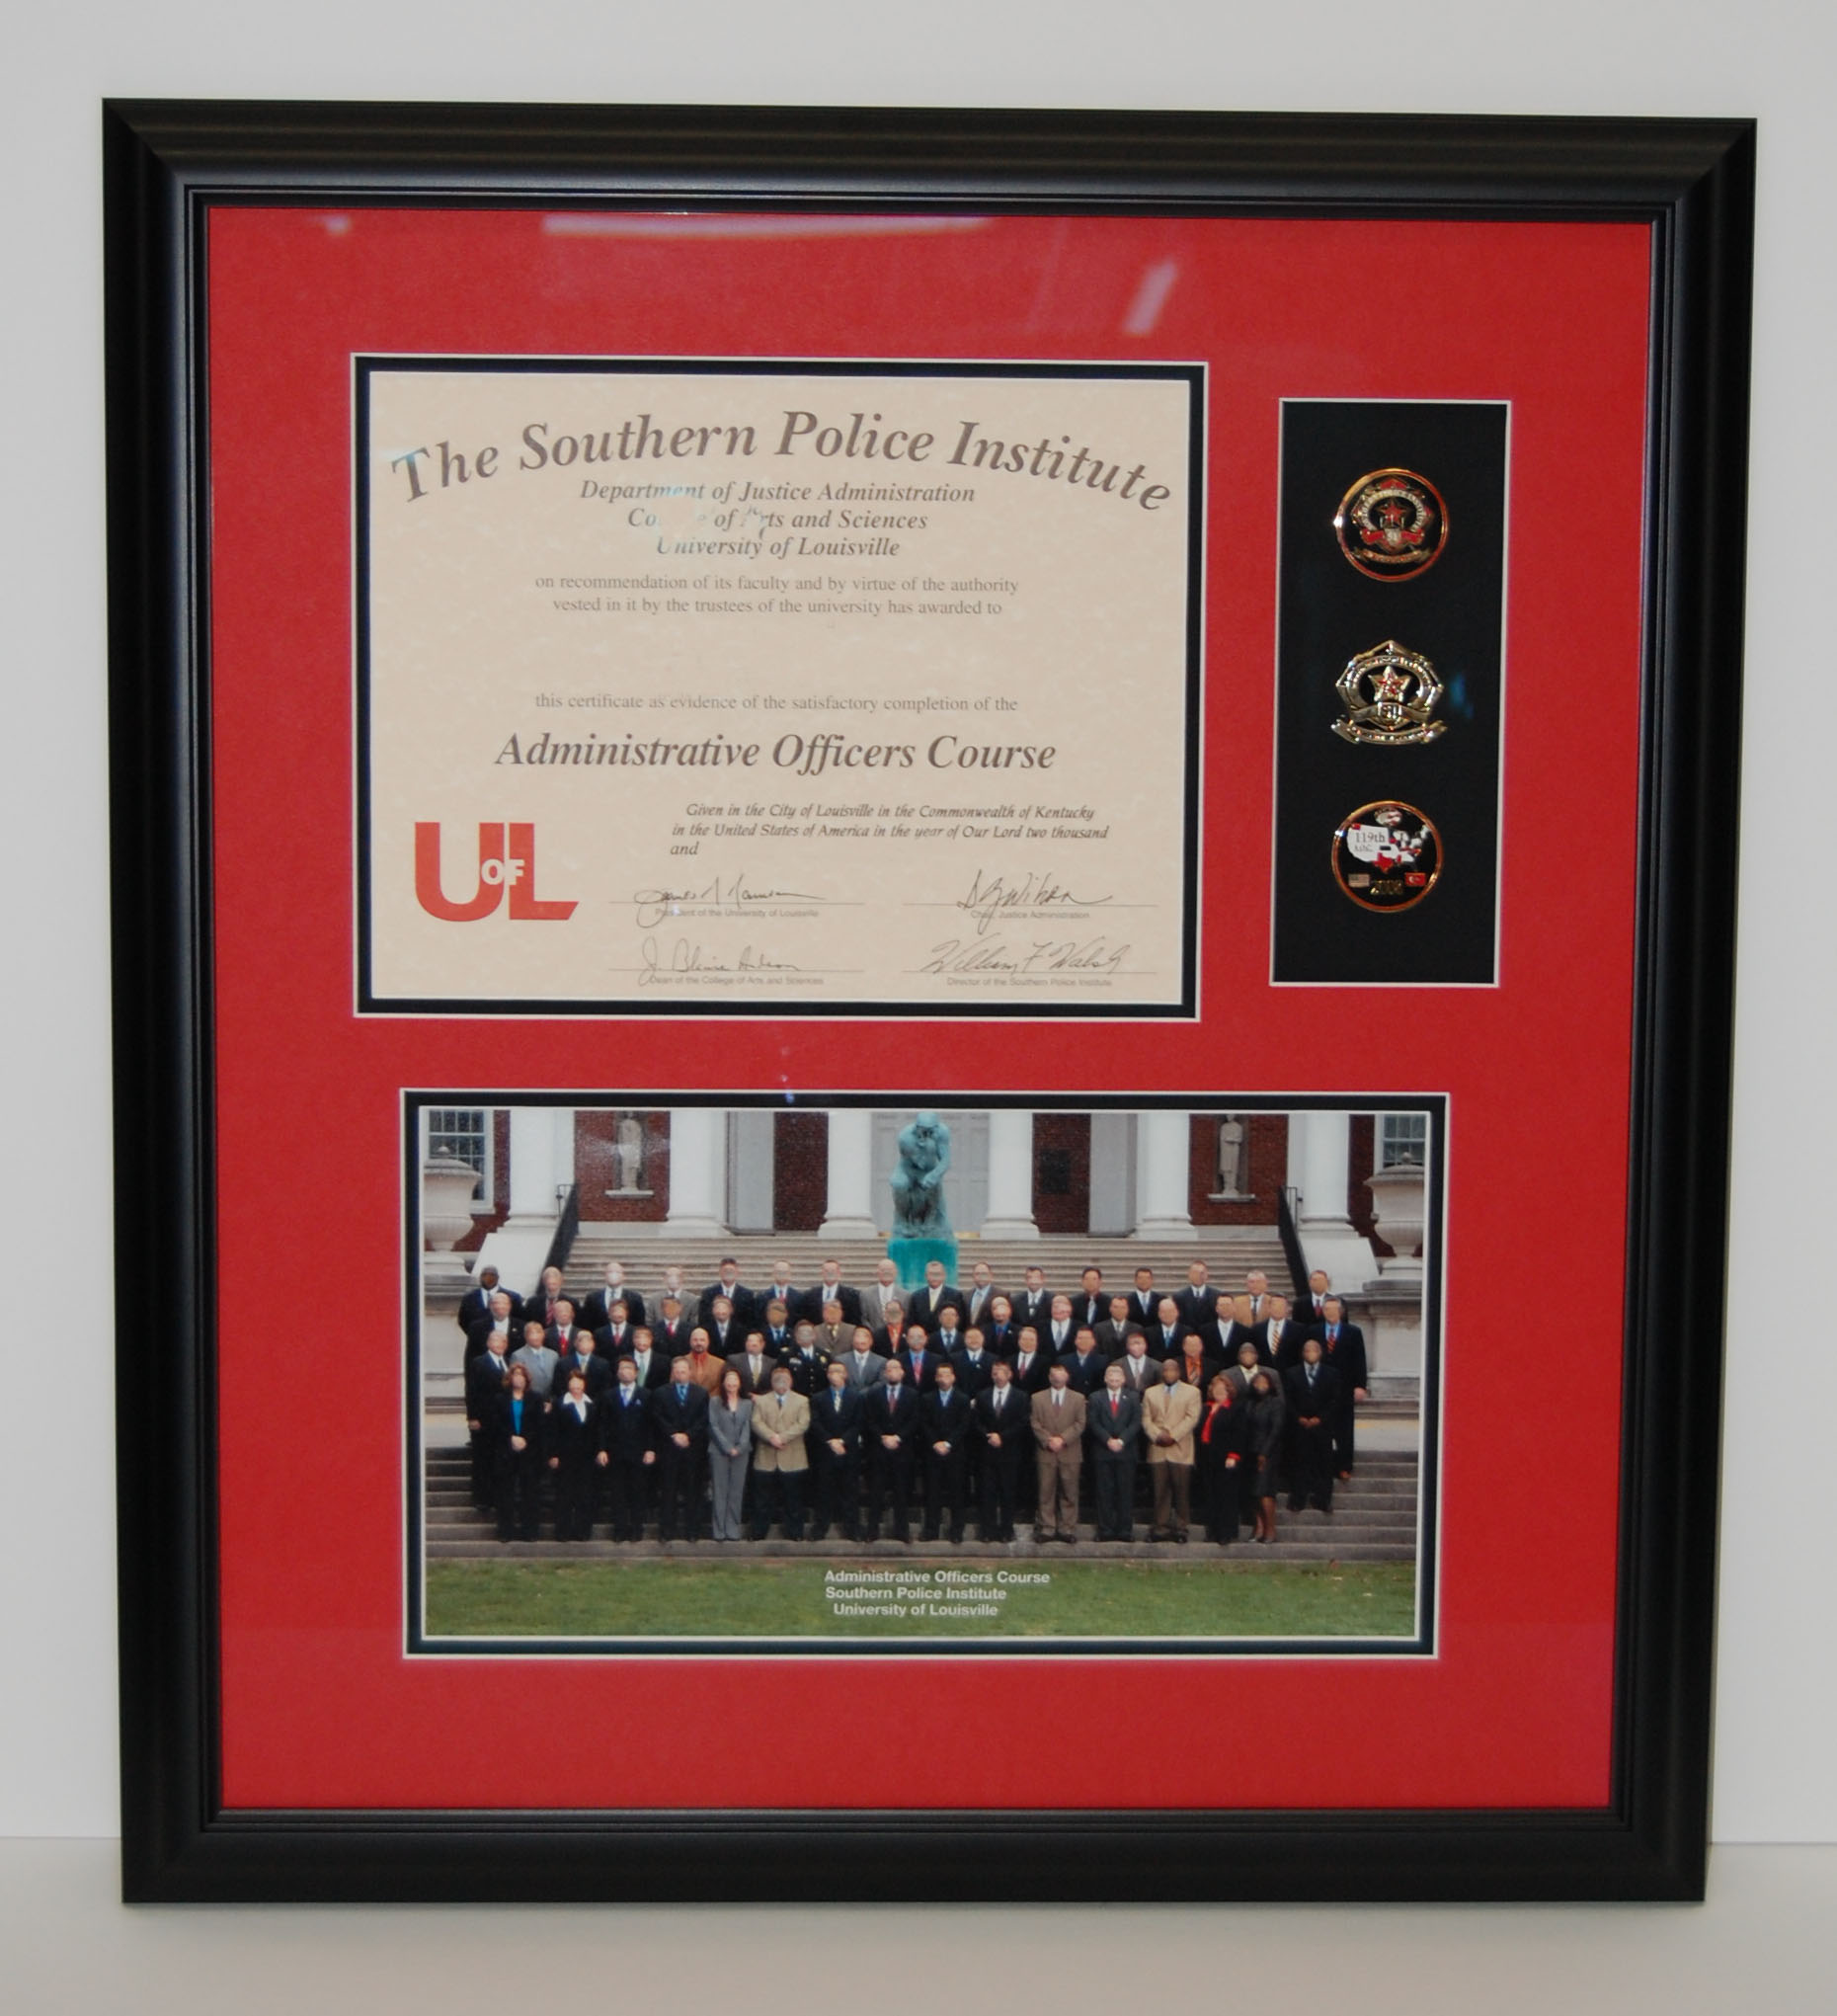 The Southern Police Institute
Department of Justice Administration
of Arts and Sciences
University of Louisville
on recommendation of its faculty and by virtue of the authority
vested in it by the trustees of the university has awarded to
this certificate as evidence of the satisfactory completion of the
Administrative Officers Course
Given in the City of Louisville in the Commonwealth of Kentucky
in the United States of America in the year of Our Lord two thousand
and
U OF L
President of the University of Louisville
Chair, Justice Administration
William F Walsh
Dean of the College of Arts and Sciences
Director of the Southern Police Institute
119th
Administrative Officers Course
Southern Police Institute
University of Louisville